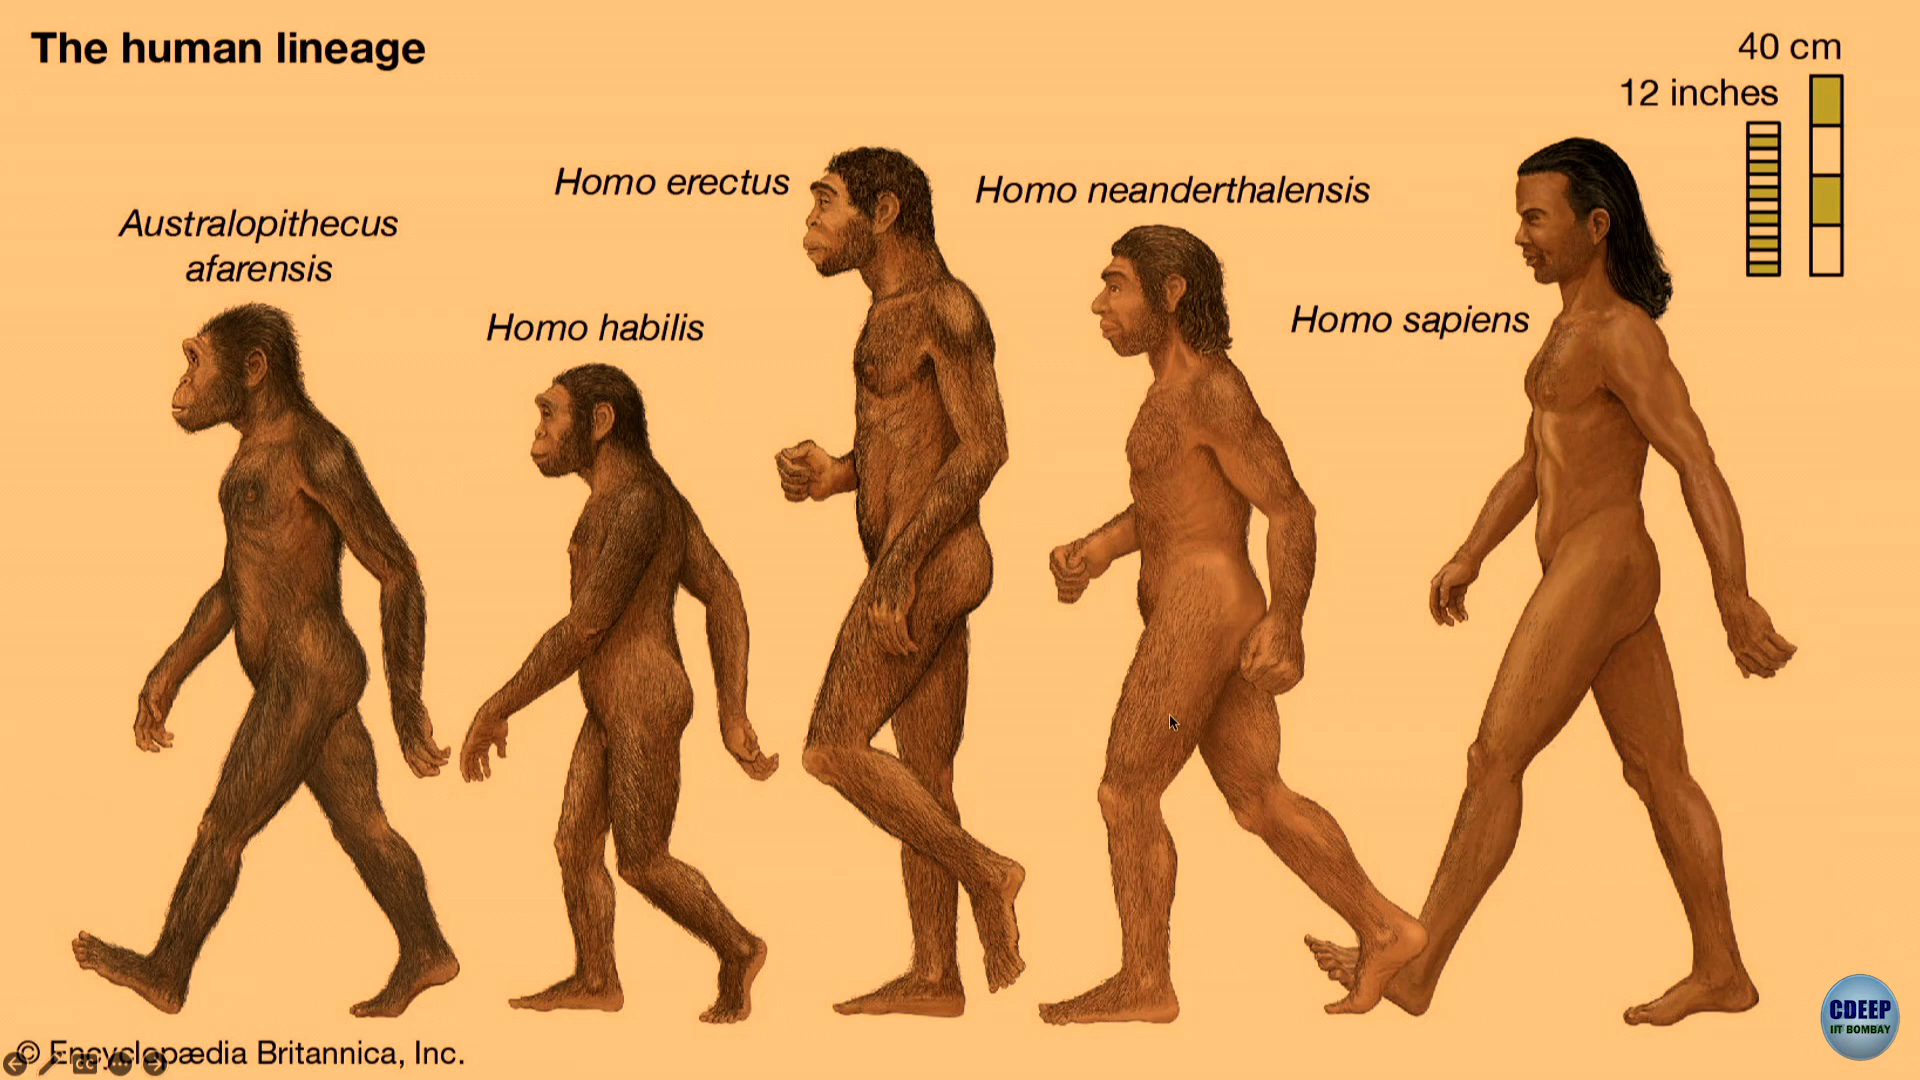 The human lineage
40 cm
12 inches
Homo erectus
Homo neanderthalensis
Australopithecus
afarensis
Homo habilis
Homo sapiens
© Encyclopædia Britannica, Inc.
CC
CDEEP
IIT BOMBAY